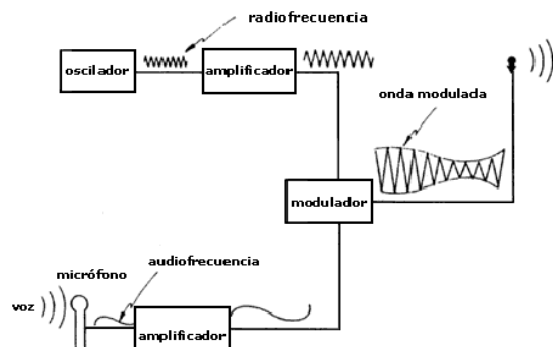 radiofrecuencia
oscilador
amplificador
onda modulada
modulador
micrófono
audiofrecuencia
voz
amplificador